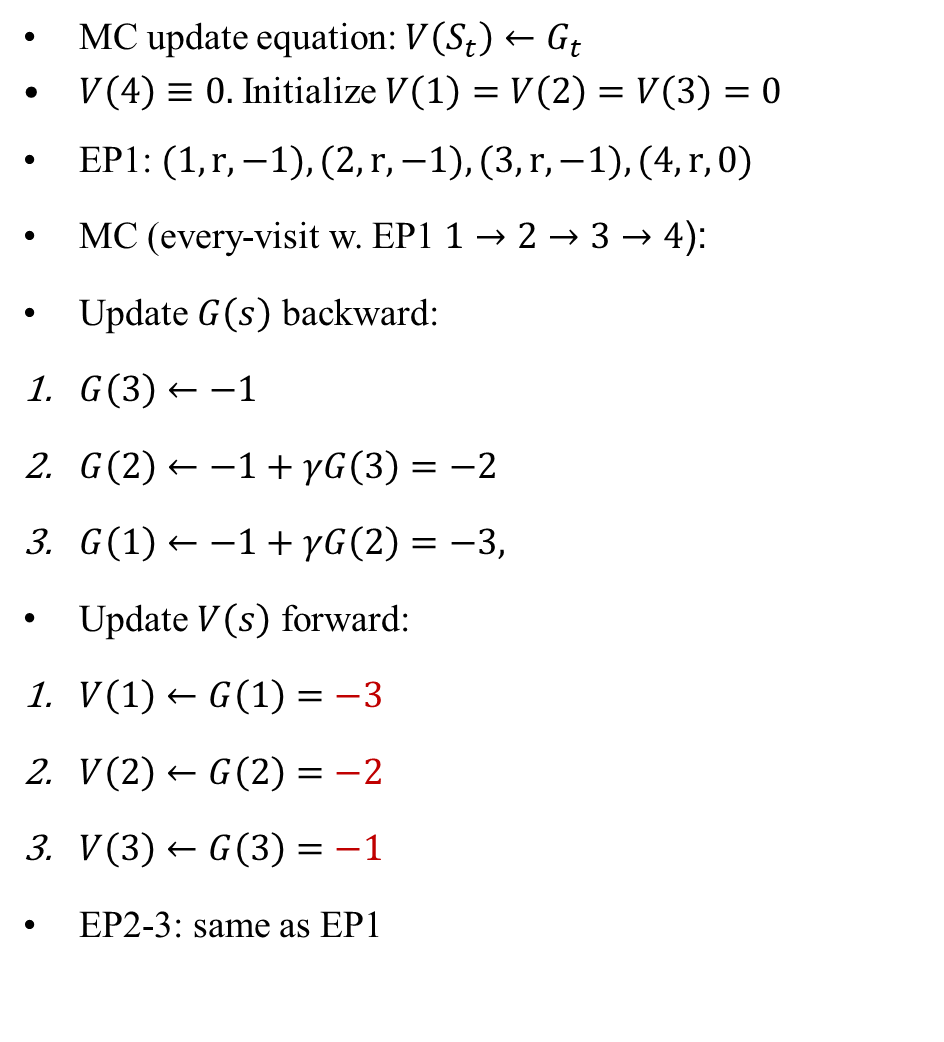 • MC update equation: V(Sₜ) ← Gₜ
• V(4) ≡ 0. Initialize V(1) = V(2) = V(3) = 0
• EP1: (1, r, −1), (2, r, −1), (3, r, −1), (4, r, 0)
• MC (every-visit w. EP1 1 → 2 → 3 → 4):
• Update G(s) backward:
1. G(3) ← −1
2. G(2) ← −1 + γG(3) = −2
3. G(1) ← −1 + γG(2) = −3,
• Update V(s) forward:
1. V(1) ← G(1) = −3
2. V(2) ← G(2) = −2
3. V(3) ← G(3) = −1
• EP2-3: same as EP1